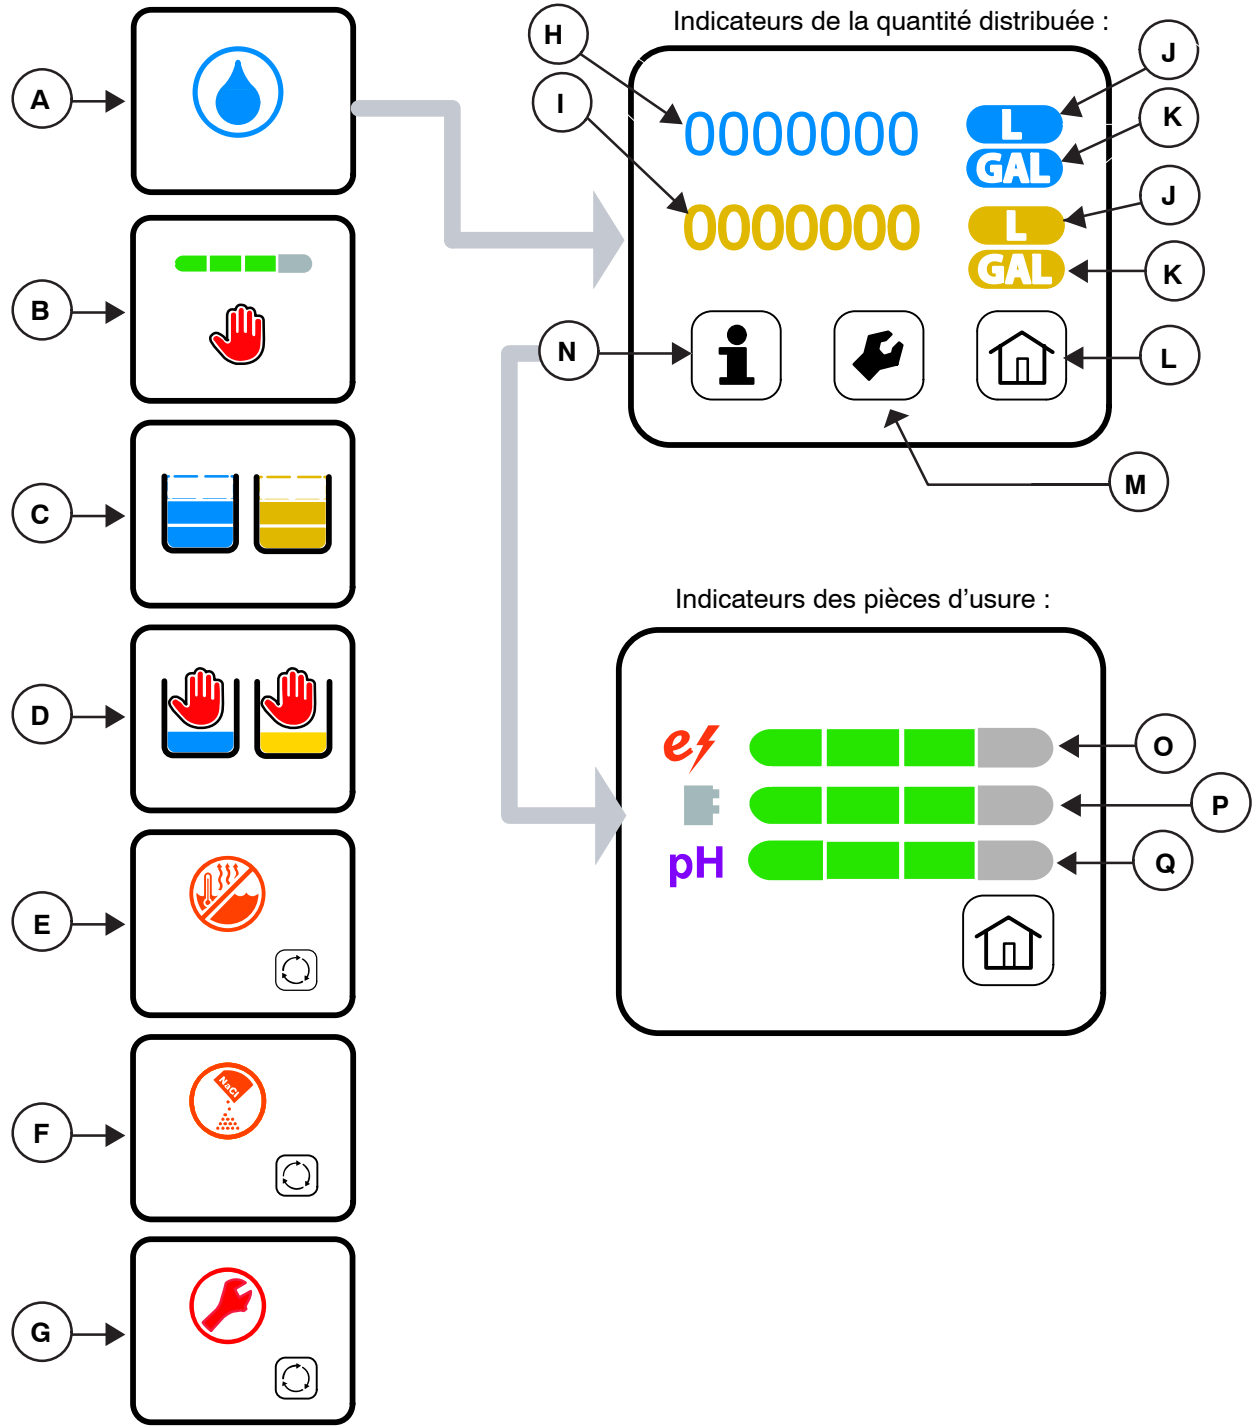 Indicateurs de la quantité distribuée :
A
H
0000000
L
J
GAL
K
I
0000000
L
J
GAL
K
B
N
L
M
C
Indicateurs des pièces d’usure :
D
e
O
P
pH
Q
E
NaCl
F
G